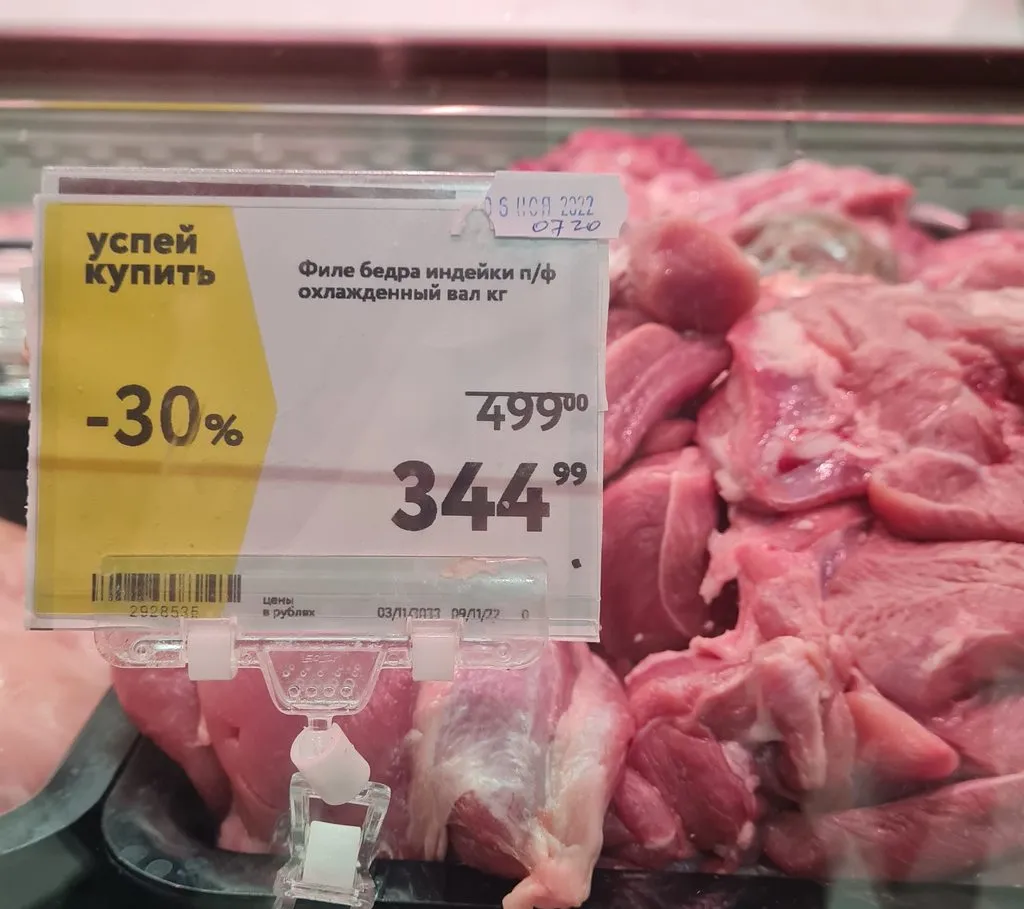 06 НОЯ 2022
0720
успей
купить
Филе бедра индейки п/ф
охлажденный вал кг
-30%
499⁰⁰
344⁹⁹
2928535
цены
в рублях
03/11/2022 09/11/22 0